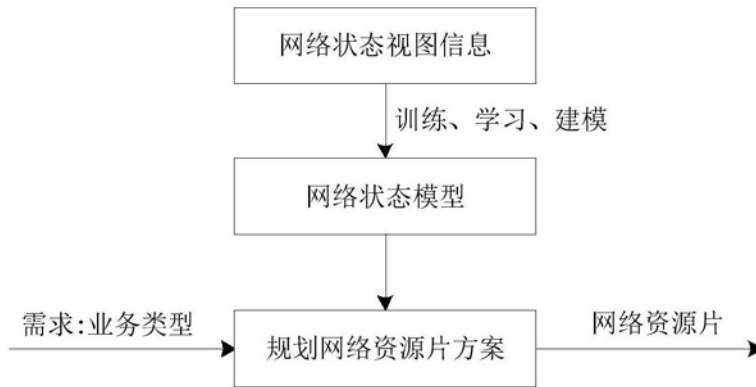 网络状态视图信息
训练、学习、建模
网络状态模型
需求:业务类型
规划网络资源片方案
网络资源片